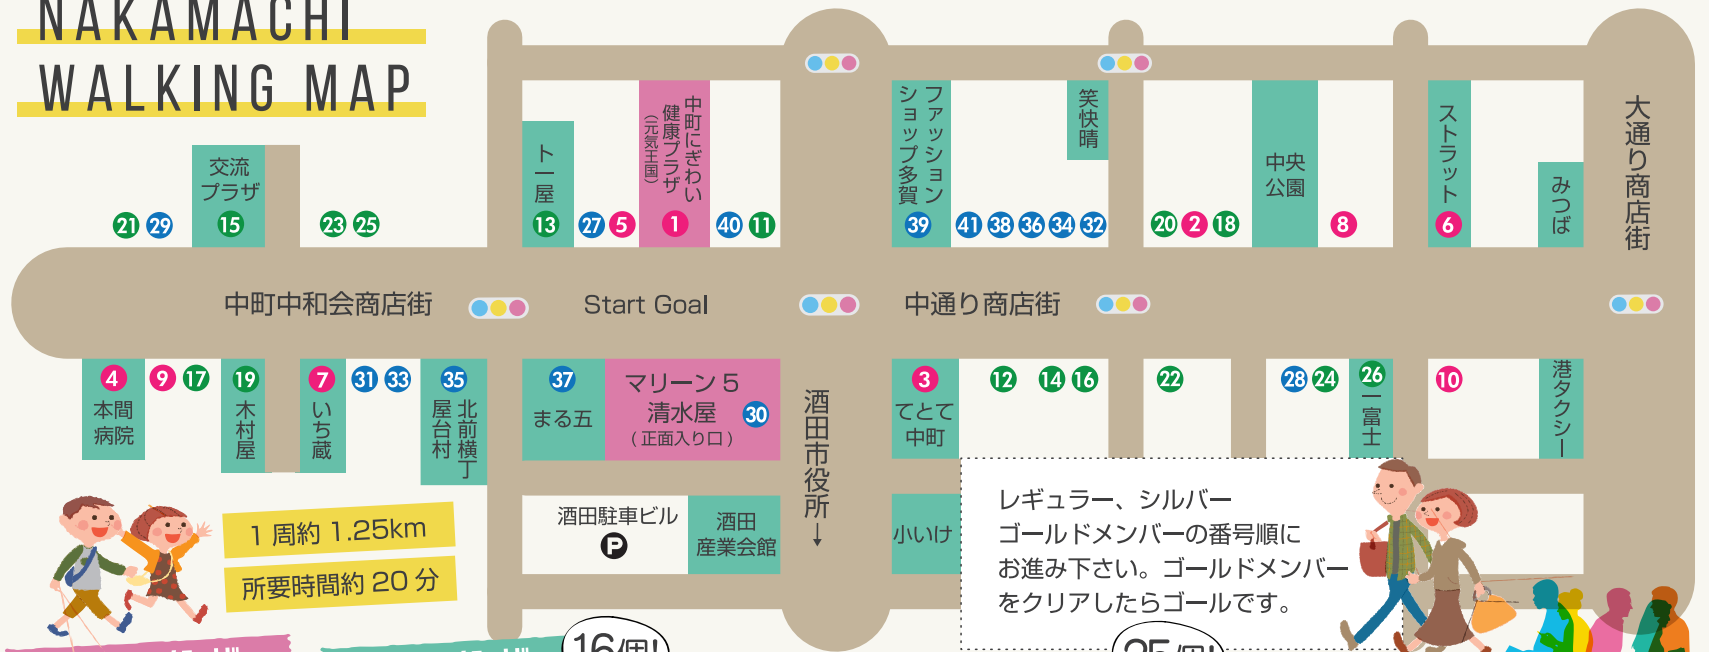 NAKAMACHI
WALKING MAP
交流
プラザ
15
21 29
23 25
ト一屋
13
27 5
中町にぎわい
健康プラザ
(元気王国)
1
40 11
ファッション
ショップ多賀
39
41 38 36 34 32
笑快晴
20 2 18
中央
公園
8
ストラット
6
みつば
大通り商店街
中町中和会商店街
Start Goal
中通り商店街
4
本間
病院
9 17
19
木村屋
7
いち蔵
31 33
35
北前横丁
屋台村
37
まる五
マリーン5
清水屋
(正面入り口)
30
酒田市役所→
3
てとて
中町
12 14 16
22
28 24
26
一富士
10
港タクシー
酒田駐車ビル
P
酒田
産業会館
小いけ
1周約1.25km
所要時間約20分
レギュラー、シルバー
ゴールドメンバーの番号順に
お進み下さい。ゴールドメンバー
をクリアしたらゴールです。
16個!
25個!